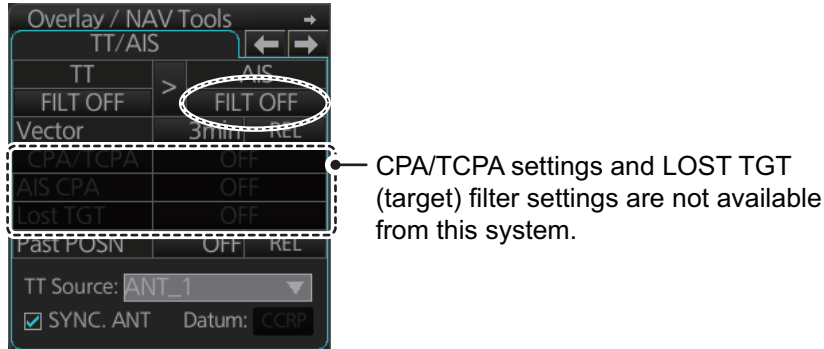 Overlay / NAV Tools
TT/AIS
TT > AIS
FILT OFF FILT OFF
Vector 3min REL
CPA/TCPA OFF
AIS CPA OFF
Lost TGT OFF
Past POSN OFF REL
TT Source: ANT_1
SYNC. ANT Datum: CCRP
CPA/TCPA settings and LOST TGT
(target) filter settings are not available
from this system.